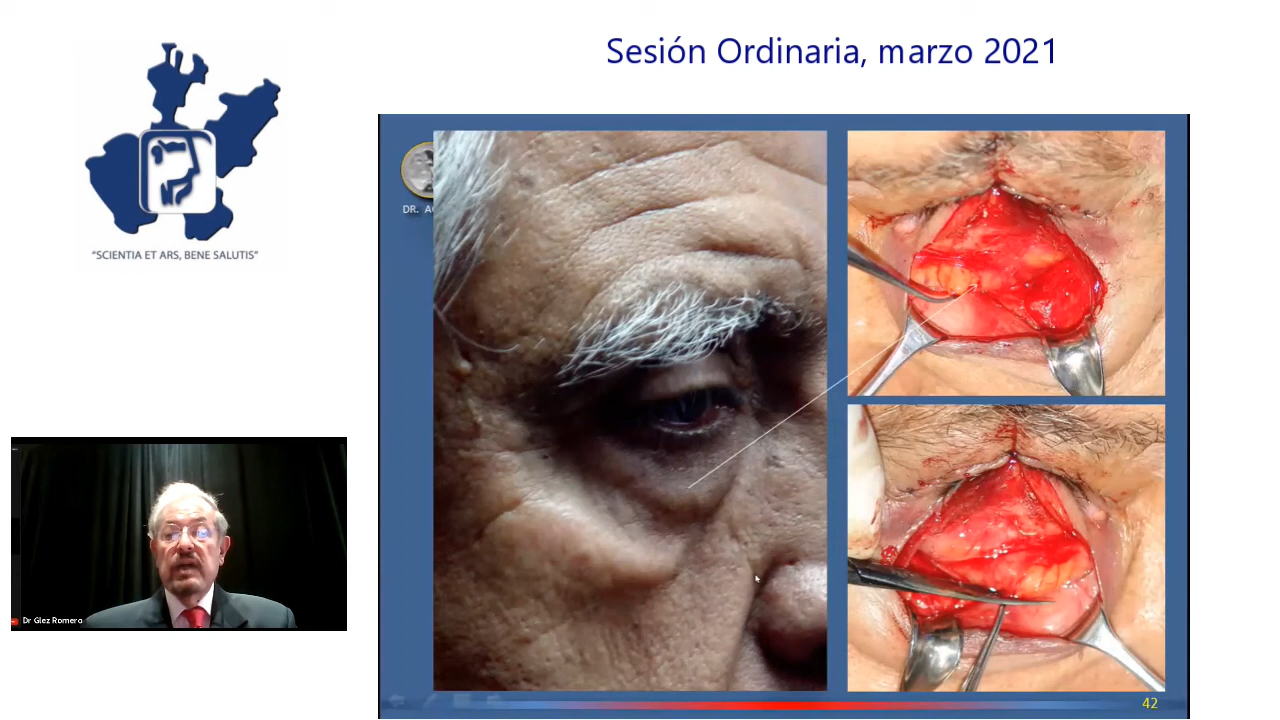 Sesión Ordinaria, marzo 2021
"SCIENTIA ET ARS, BENE SALUTIS"
DR.
Dr Glez Romero
42